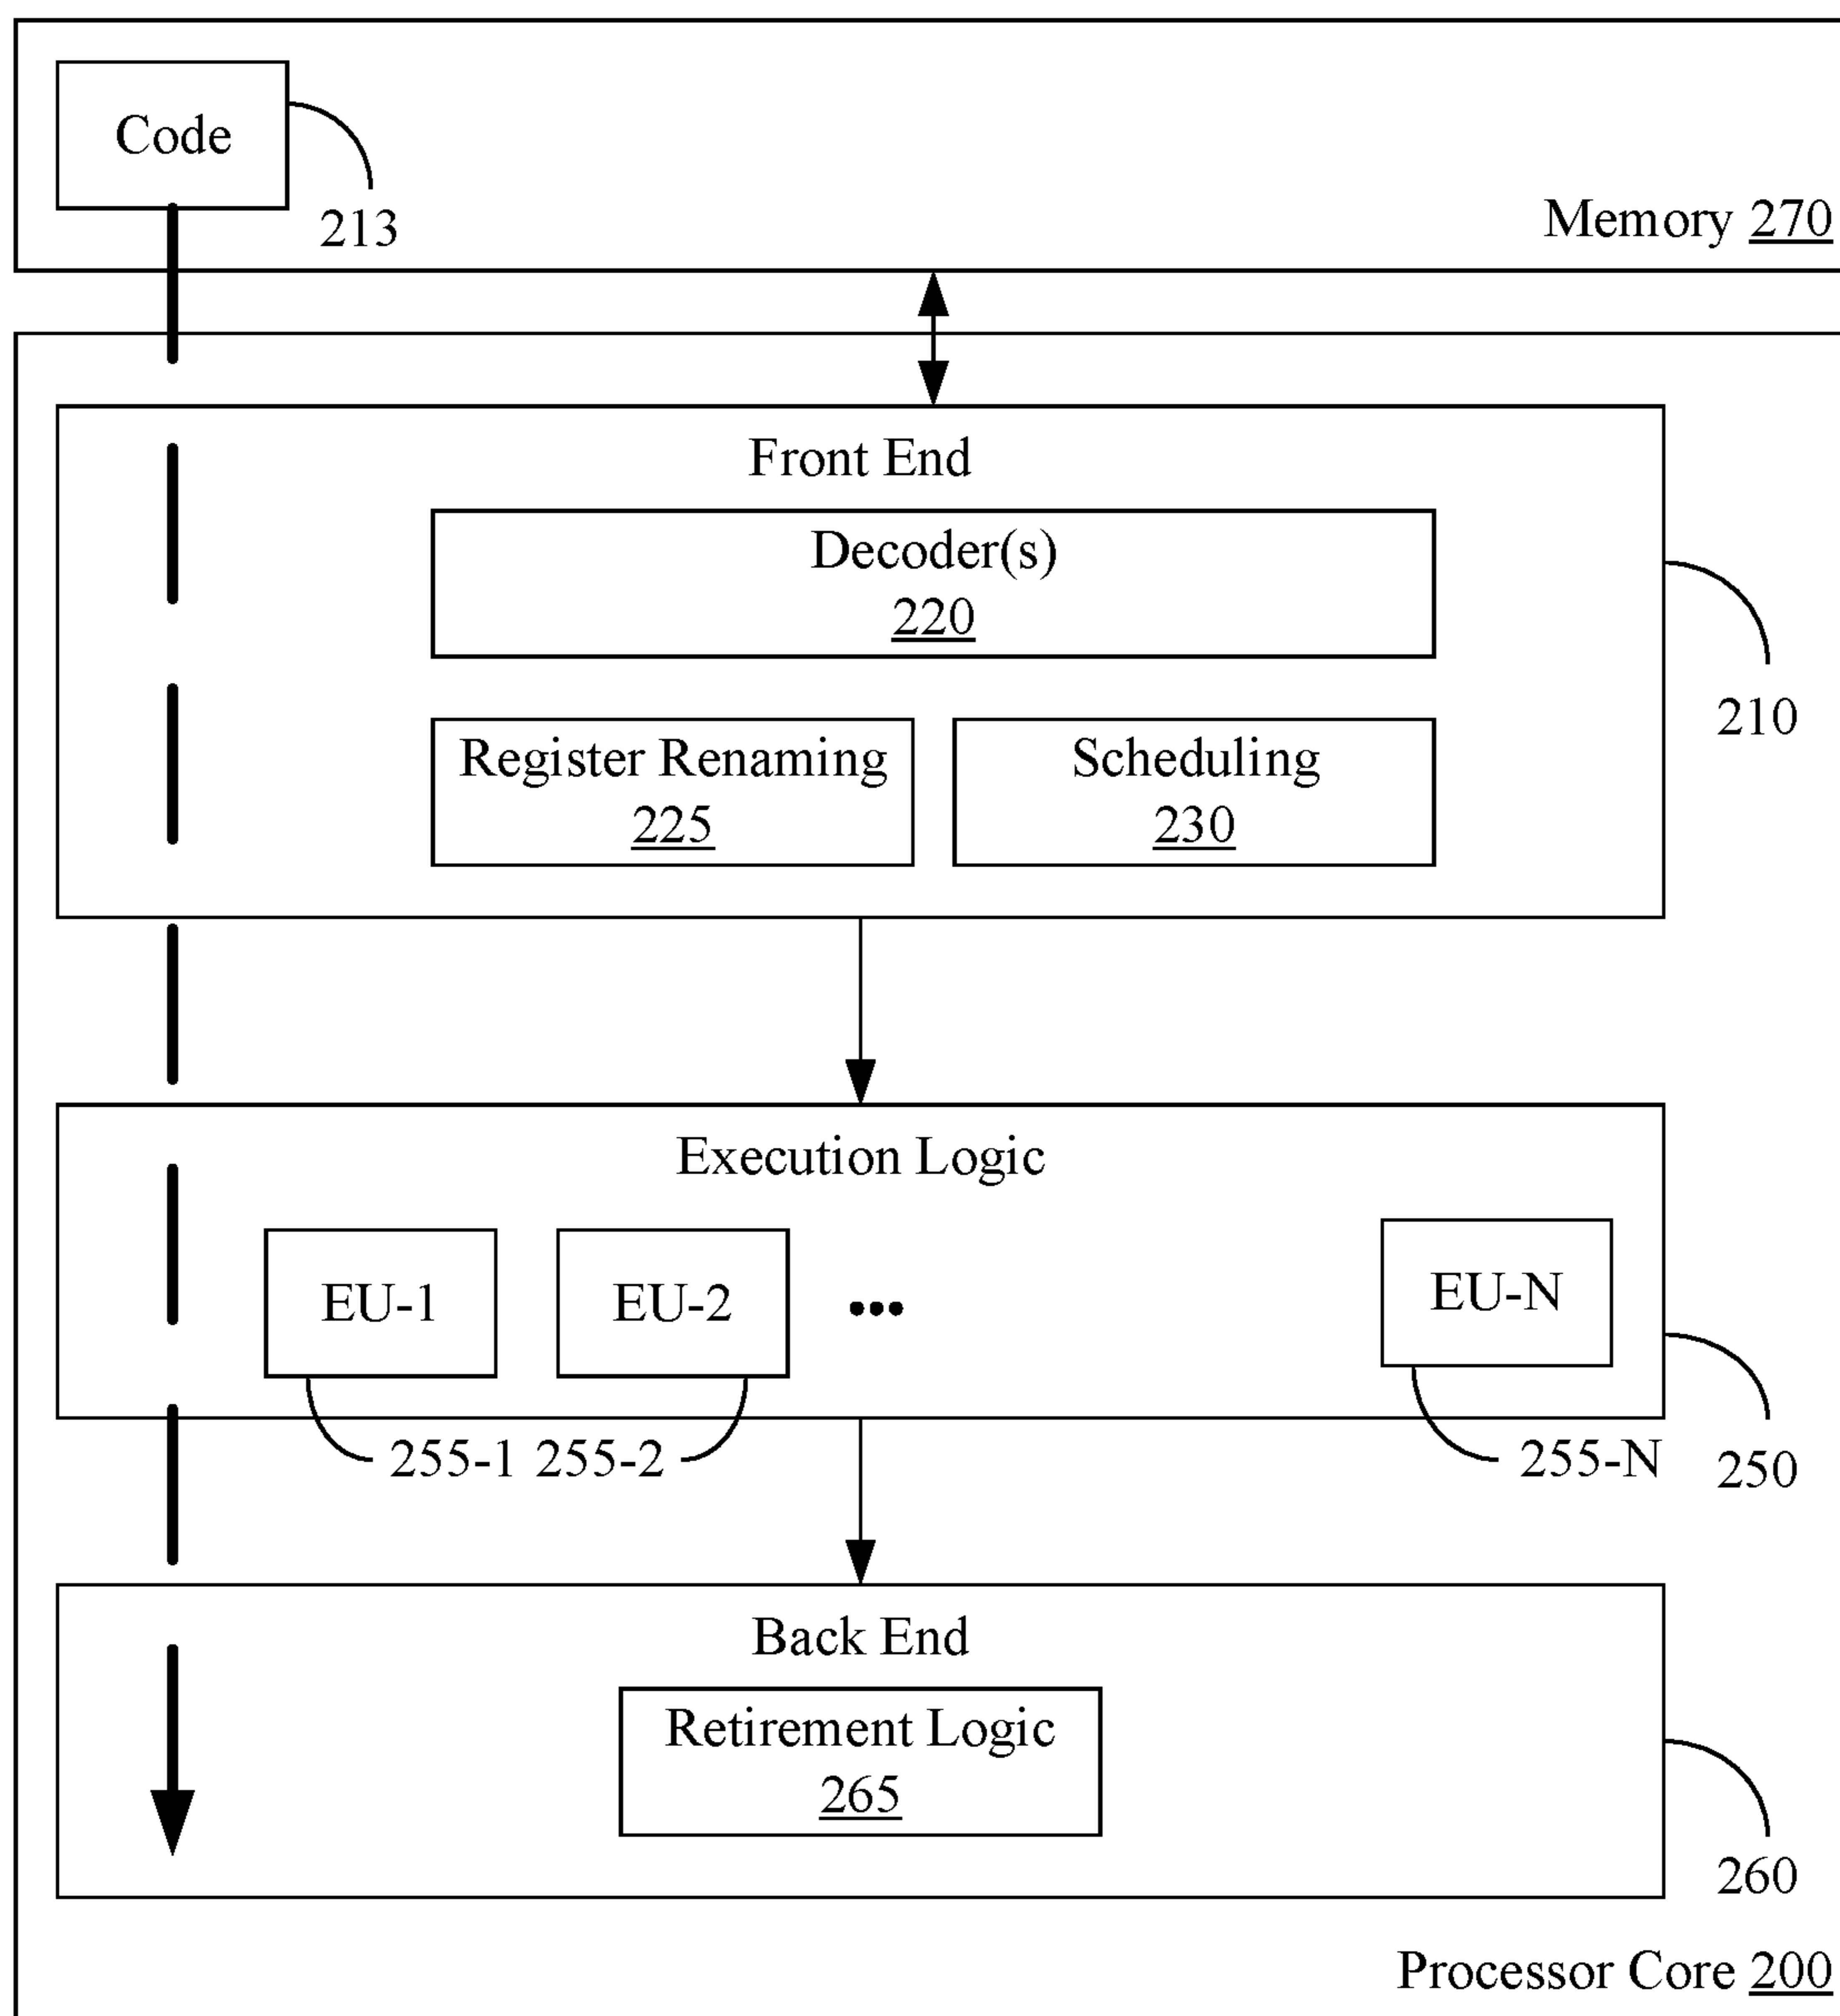 Code
213
Memory 270
Front End
Decoder(s)
220
210
Register Renaming
225
Scheduling
230
Execution Logic
EU-1
EU-2
•••
EU-N
255-1
255-2
255-N
250
Back End
Retirement Logic
265
260
Processor Core 200